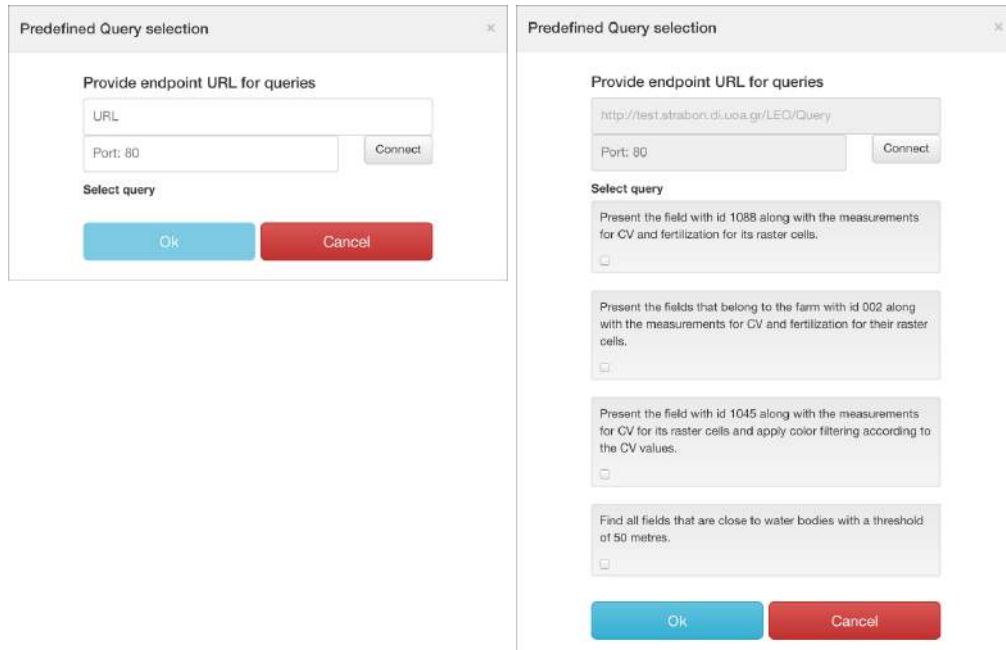 Predefined Query selection ×
Provide endpoint URL for queries
URL
Port: 80
Connect
Select query
Ok
Cancel
Predefined Query selection ×
Provide endpoint URL for queries
http://test.strabon.di.uoa.gr/LEO/Query
Port: 80
Connect
Select query
Present the field with id 1088 along with the measurements
for CV and fertilization for its raster cells.
Present the fields that belong to the farm with id 002 along
with the measurements for CV and fertilization for their raster
cells.
Present the field with id 1045 along with the measurements
for CV for its raster cells and apply color filtering according to
the CV values.
Find all fields that are close to water bodies with a threshold
of 50 metres.
Ok
Cancel